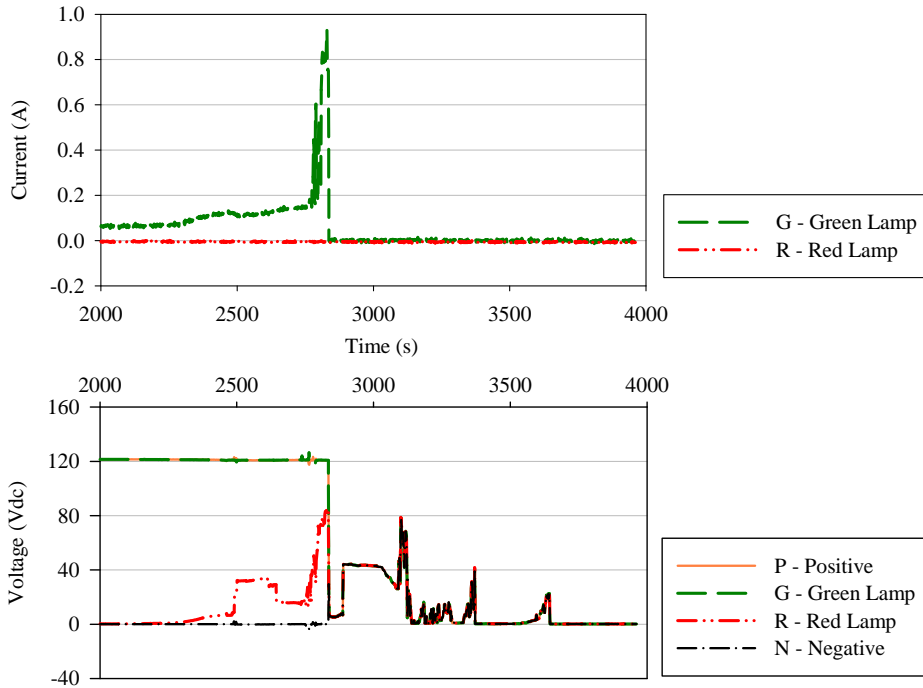 1.0
0.8
0.6
0.4
0.2
0.0
-0.2
Current (A)
2000 2500 3000 3500 4000
Time (s)
G - Green Lamp
R - Red Lamp
2000 2500 3000 3500 4000
160
120
80
40
0
-40
Voltage (Vdc)
P - Positive
G - Green Lamp
R - Red Lamp
N - Negative